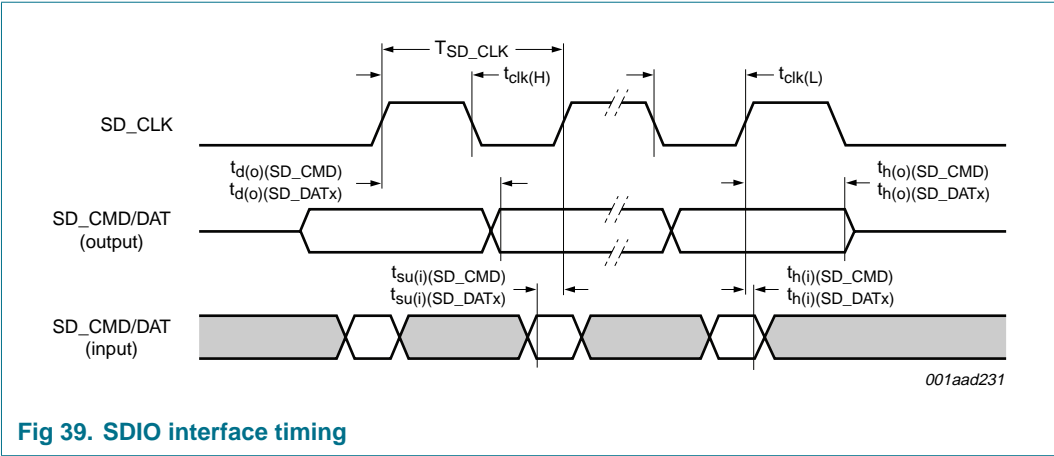 TSD_CLK
tclk(H)
tclk(L)
SD_CLK
td(o)(SD_CMD)
td(o)(SD_DATx)
th(o)(SD_CMD)
th(o)(SD_DATx)
SD_CMD/DAT
(output)
tsu(i)(SD_CMD)
tsu(i)(SD_DATx)
th(i)(SD_CMD)
th(i)(SD_DATx)
SD_CMD/DAT
(input)
001aad231
Fig 39. SDIO interface timing